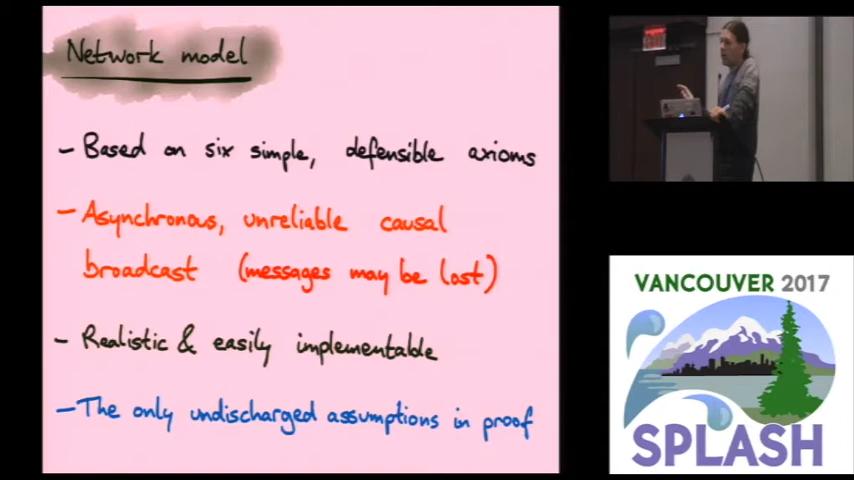 Network model
- Based on six simple, defensible axioms
- Asynchronous, unreliable causal
broadcast (messages may be lost)
- Realistic & easily implementable
- The only undischarged assumptions in proof
VANCOUVER 2017
SPLASH